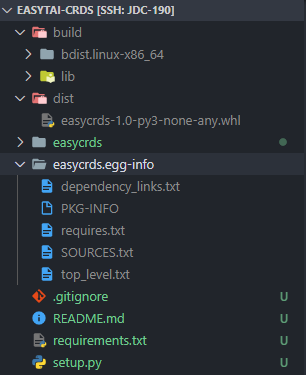 EASYTAI-CRDS [SSH: JDC-190]
build
bdist.linux-x86_64
lib
dist
easycrds-1.0-py3-none-any.whl
easycrds
easycrds.egg-info
dependency_links.txt
PKG-INFO
requires.txt
SOURCES.txt
top_level.txt
.gitignore U
README.md U
requirements.txt U
setup.py U